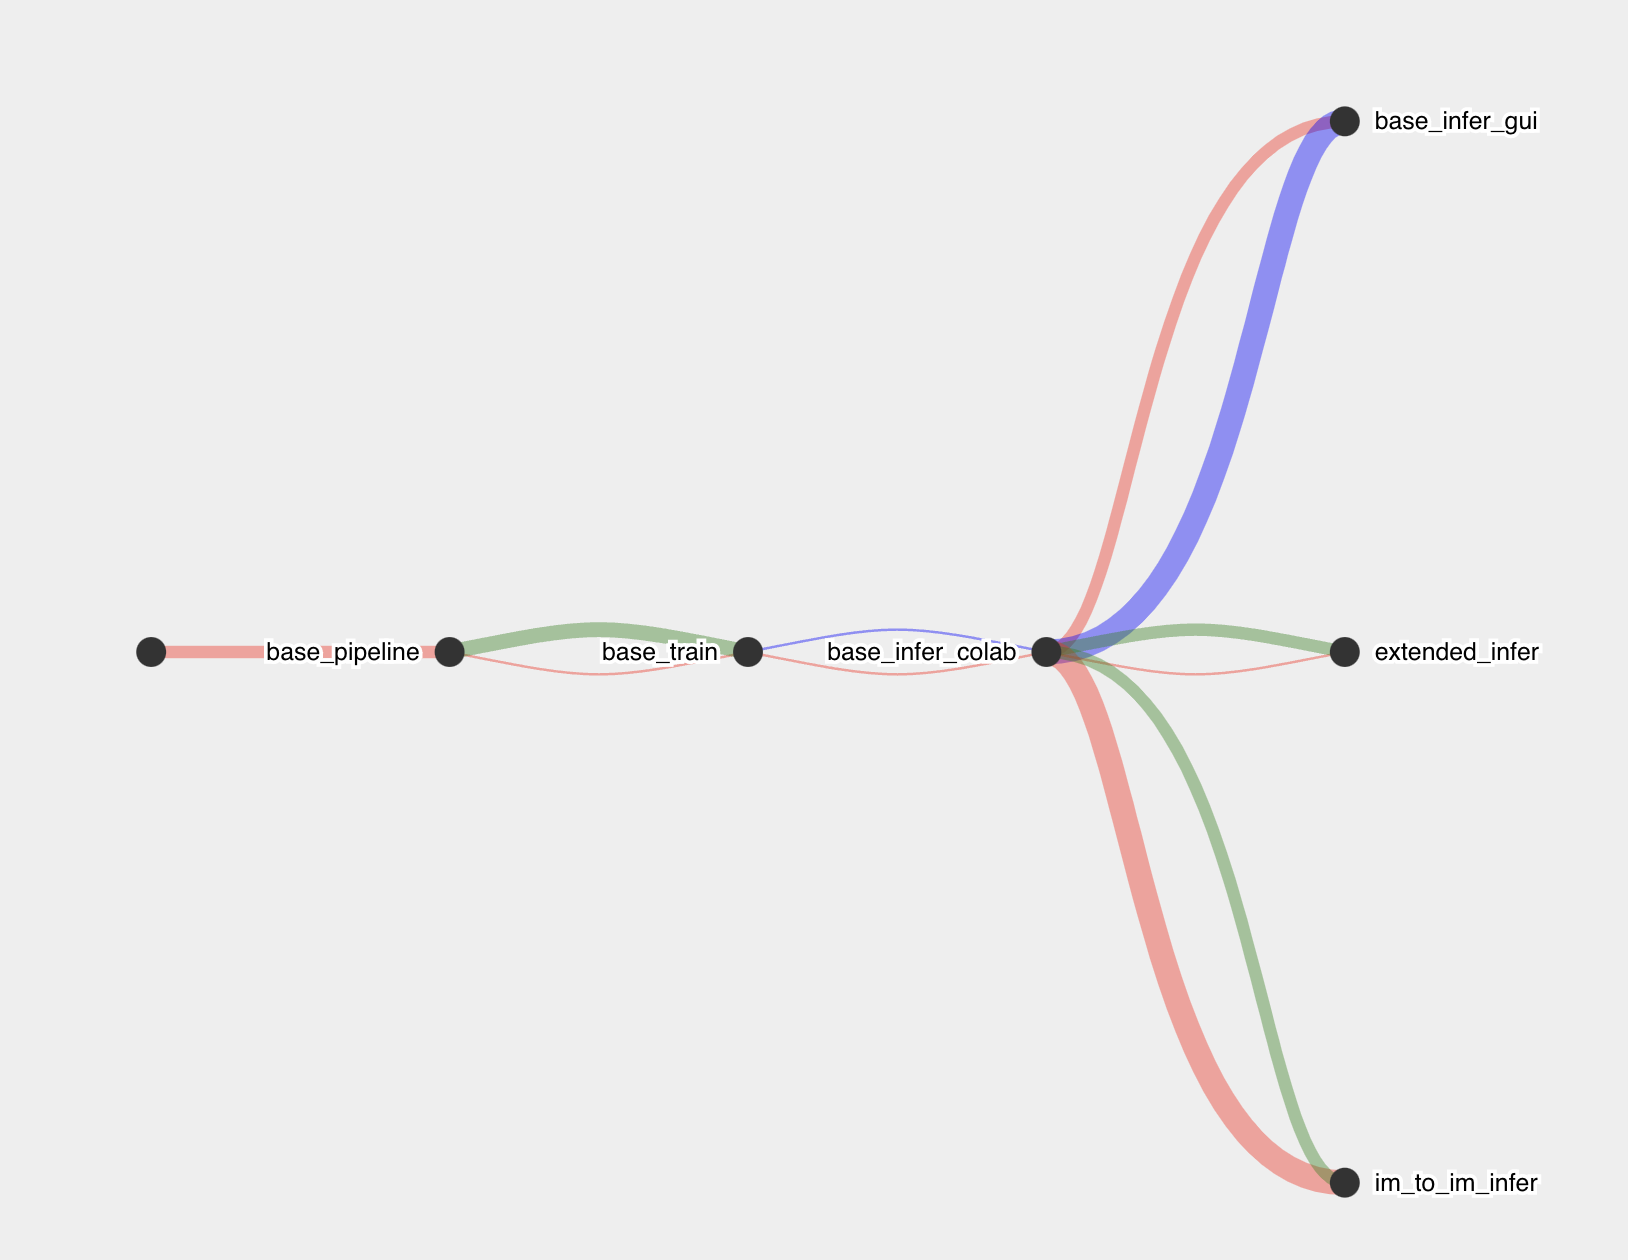 base_infer_gui
base_pipeline
base_train
base_infer_colab
extended_infer
im_to_im_infer